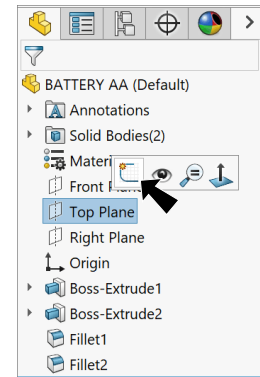 BATTERY AA (Default)
Annotations
Solid Bodies(2)
Materi
Front Plane
Top Plane
Right Plane
Origin
Boss-Extrude1
Boss-Extrude2
Fillet1
Fillet2